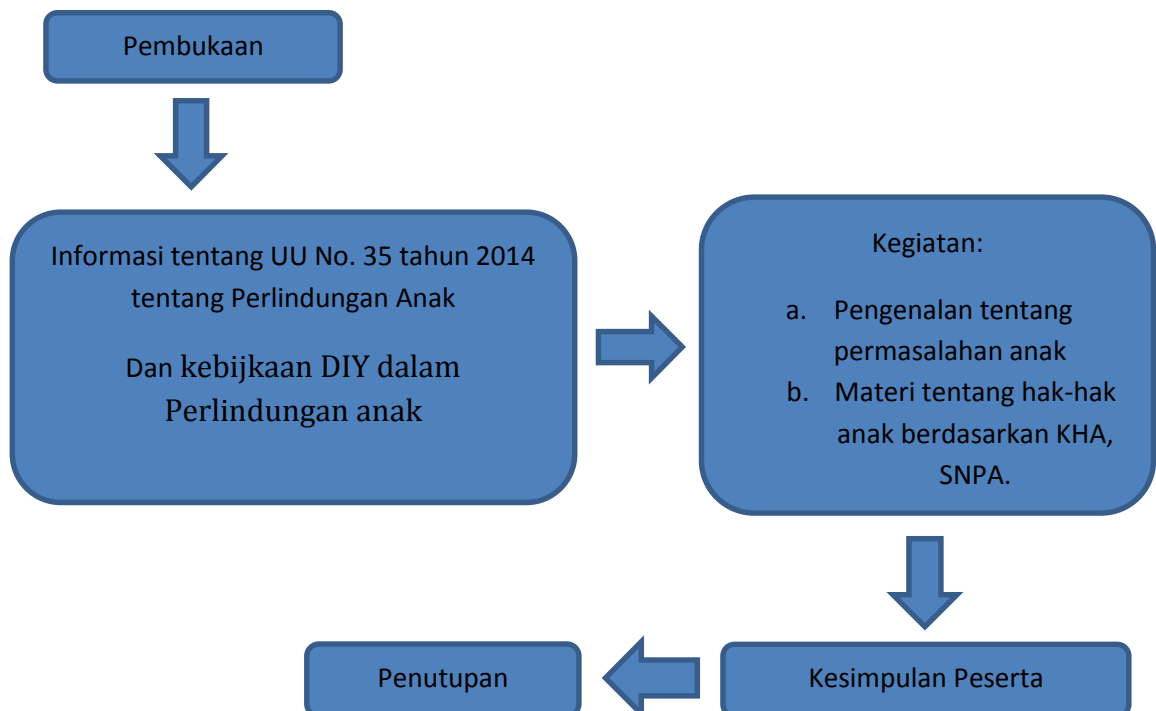 Pembukaan
Informasi tentang UU No. 35 tahun 2014
tentang Perlindungan Anak
Dan kebijkaan DIY dalam
Perlindungan anak
Kegiatan:
a. Pengenalan tentang
permasalahan anak
b. Materi tentang hak-hak
anak berdasarkan KHA,
SNPA.
Kesimpulan Peserta
Penutupan